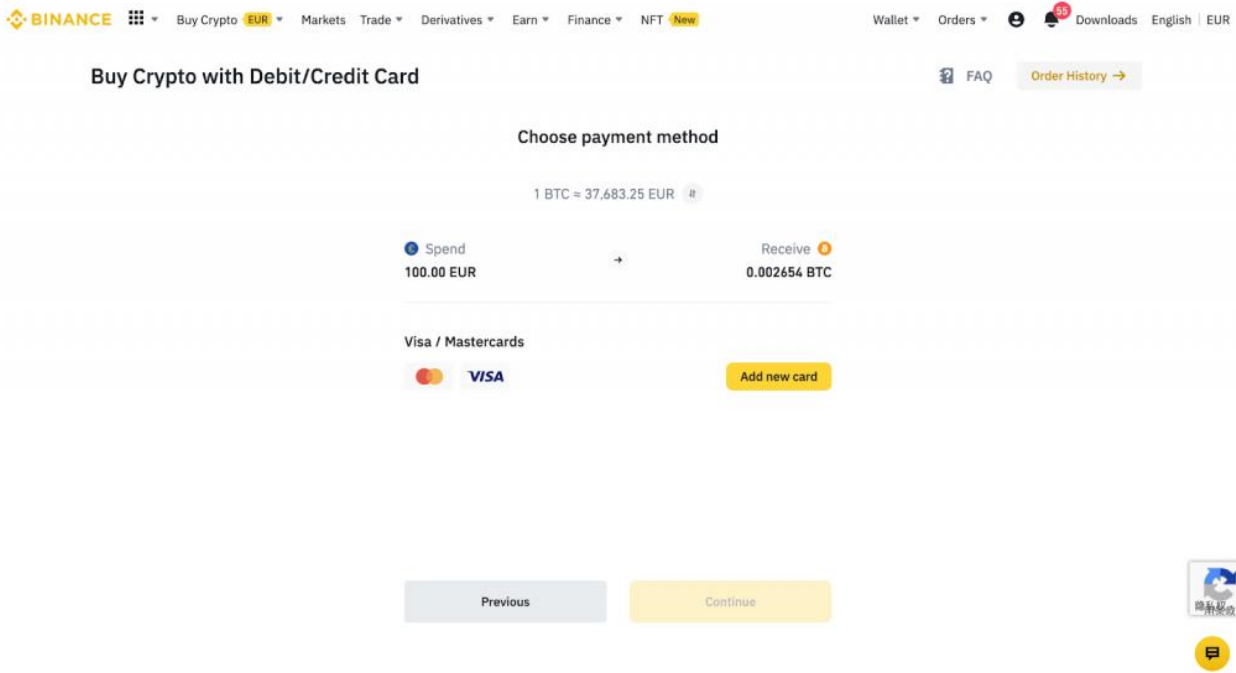 BINANCE Buy Crypto EUR Markets Trade Derivatives Earn Finance NFT New Wallet Orders 55 Downloads English EUR
Buy Crypto with Debit/Credit Card FAQ Order History →
Choose payment method
1 BTC ≈ 37,683.25 EUR
Spend → Receive
100.00 EUR 0.002654 BTC
Visa / Mastercards
VISA Add new card
Previous Continue